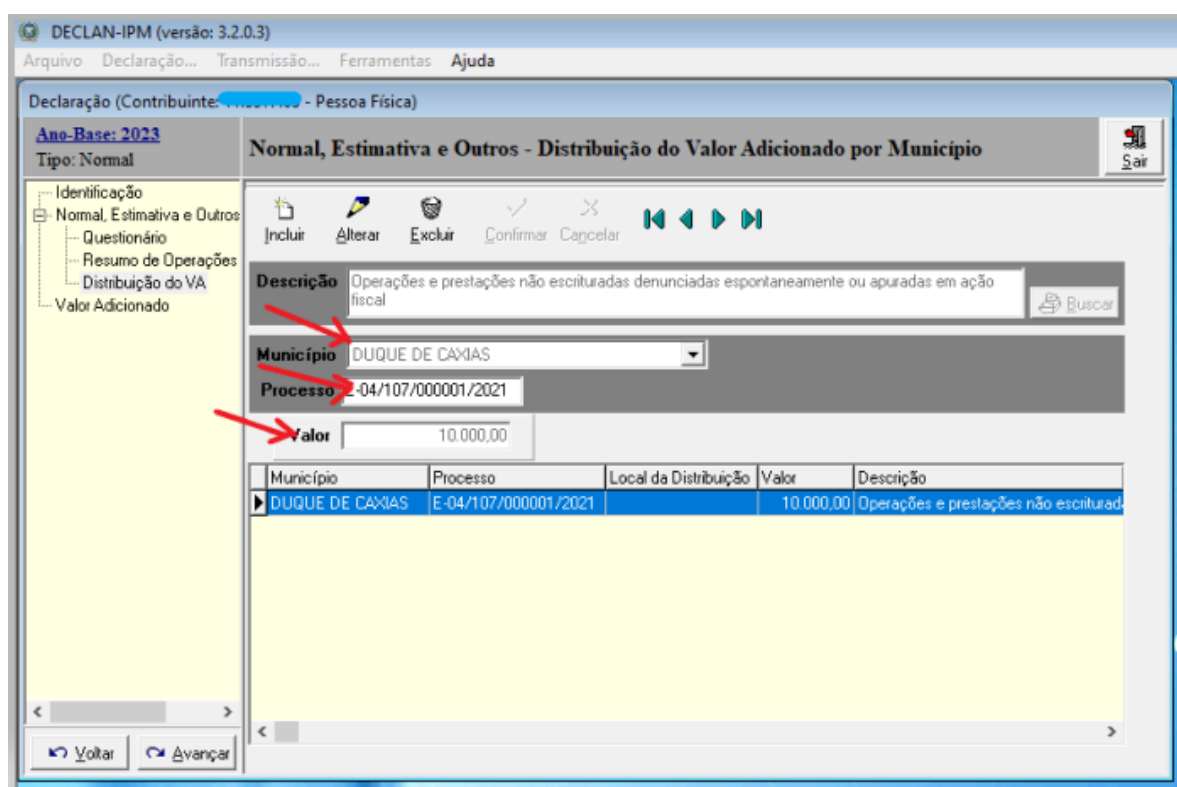 DECLAN-IPM (versão: 3.2.0.3)
Arquivo Declaração... Transmissão... Ferramentas Ajuda
Declaração (Contribuinte: - Pessoa Física)
Ano-Base: 2023
Tipo: Normal
Normal, Estimativa e Outros - Distribuição do Valor Adicionado por Município
Sair
Identificação
Normal, Estimativa e Outros
Questionário
Resumo de Operações
Distribuição do VA
Valor Adicionado
Incluir Alterar Excluir Confirmar Cancelar
Descrição Operações e prestações não escrituradas denunciadas espontaneamente ou apuradas em ação
fiscal
Buscar
Município DUQUE DE CAXIAS
Processo E-04/107/000001/2021
Valor 10.000,00
Município Processo Local da Distribuição Valor Descrição
DUQUE DE CAXIAS E-04/107/000001/2021 10.000,00 Operações e prestações não escriturad
Voltar Avançar